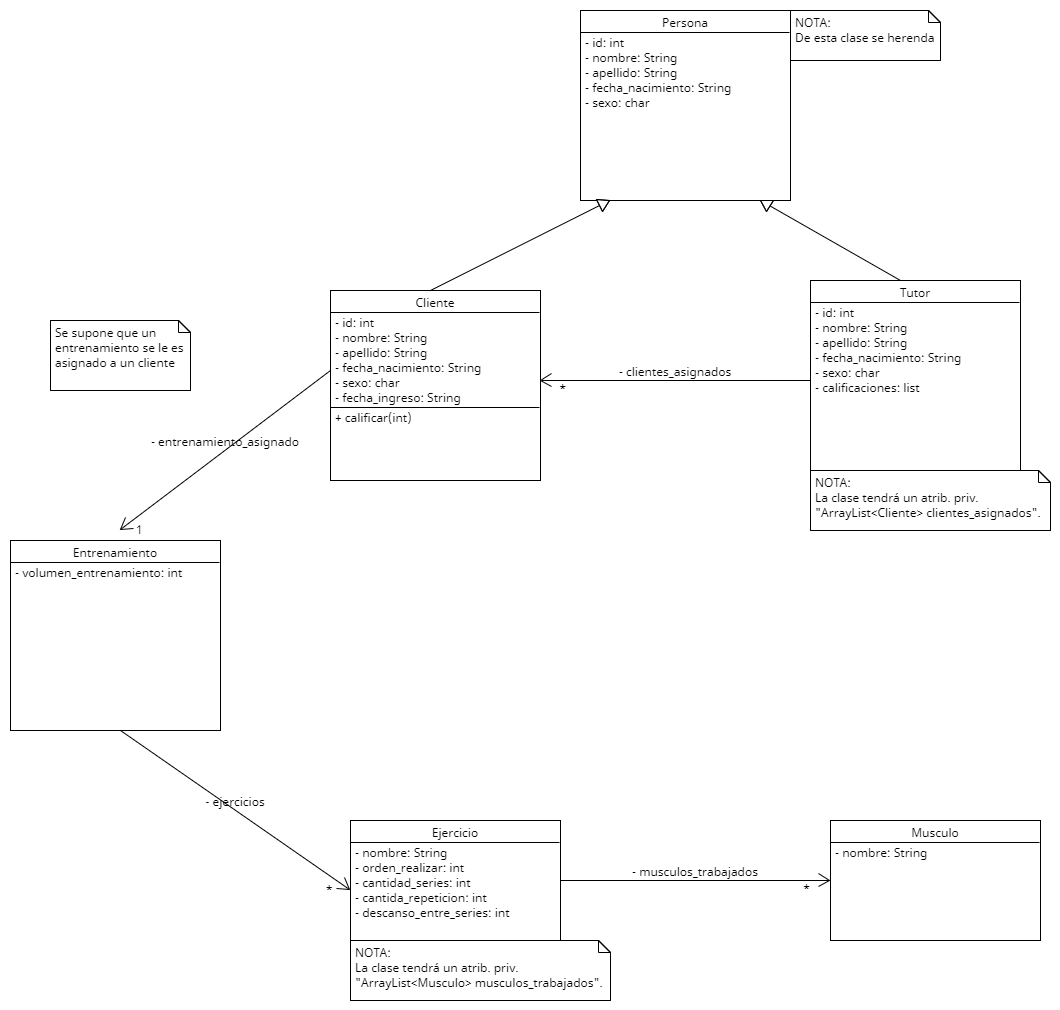 Persona
- id: int
- nombre: String
- apellido: String
- fecha_nacimiento: String
- sexo: char
NOTA:
De esta clase se herenda
Cliente
- id: int
- nombre: String
- apellido: String
- fecha_nacimiento: String
- sexo: char
- fecha_ingreso: String
+ calificar(int)
Tutor
- id: int
- nombre: String
- apellido: String
- fecha_nacimiento: String
- sexo: char
- calificaciones: list
NOTA:
La clase tendrá un atrib. priv.
"ArrayList<Cliente> clientes_asignados".
- clientes_asignados
*
Se supone que un
entrenamiento se le es
asignado a un cliente
- entrenamiento_asignado
1
Entrenamiento
- volumen_entrenamiento: int
- ejercicios
*
Ejercicio
- nombre: String
- orden_realizar: int
- cantidad_series: int
- cantida_repeticion: int
- descanso_entre_series: int
NOTA:
La clase tendrá un atrib. priv.
"ArrayList<Musculo> musculos_trabajados".
- musculos_trabajados
*
Musculo
- nombre: String